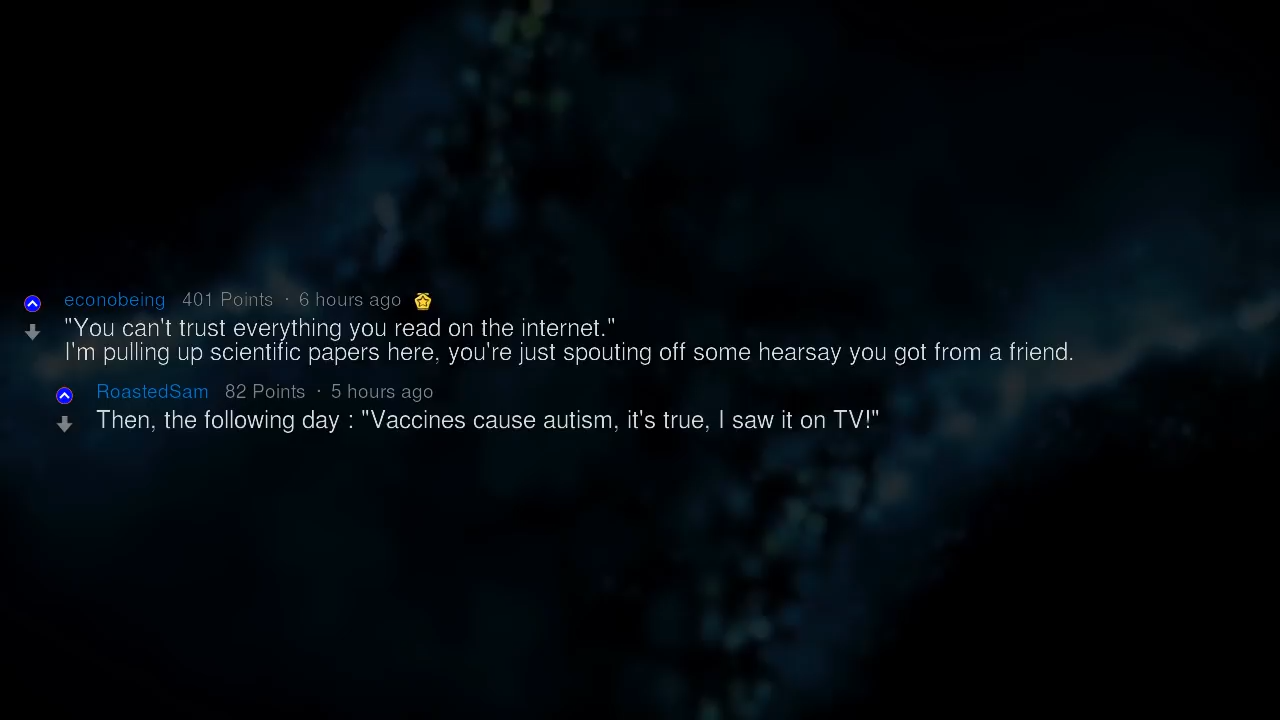 econobeing 401 Points · 6 hours ago
"You can't trust everything you read on the internet."
I'm pulling up scientific papers here, you're just spouting off some hearsay you got from a friend.
RoastedSam 82 Points · 5 hours ago
Then, the following day : "Vaccines cause autism, it's true, I saw it on TV!"